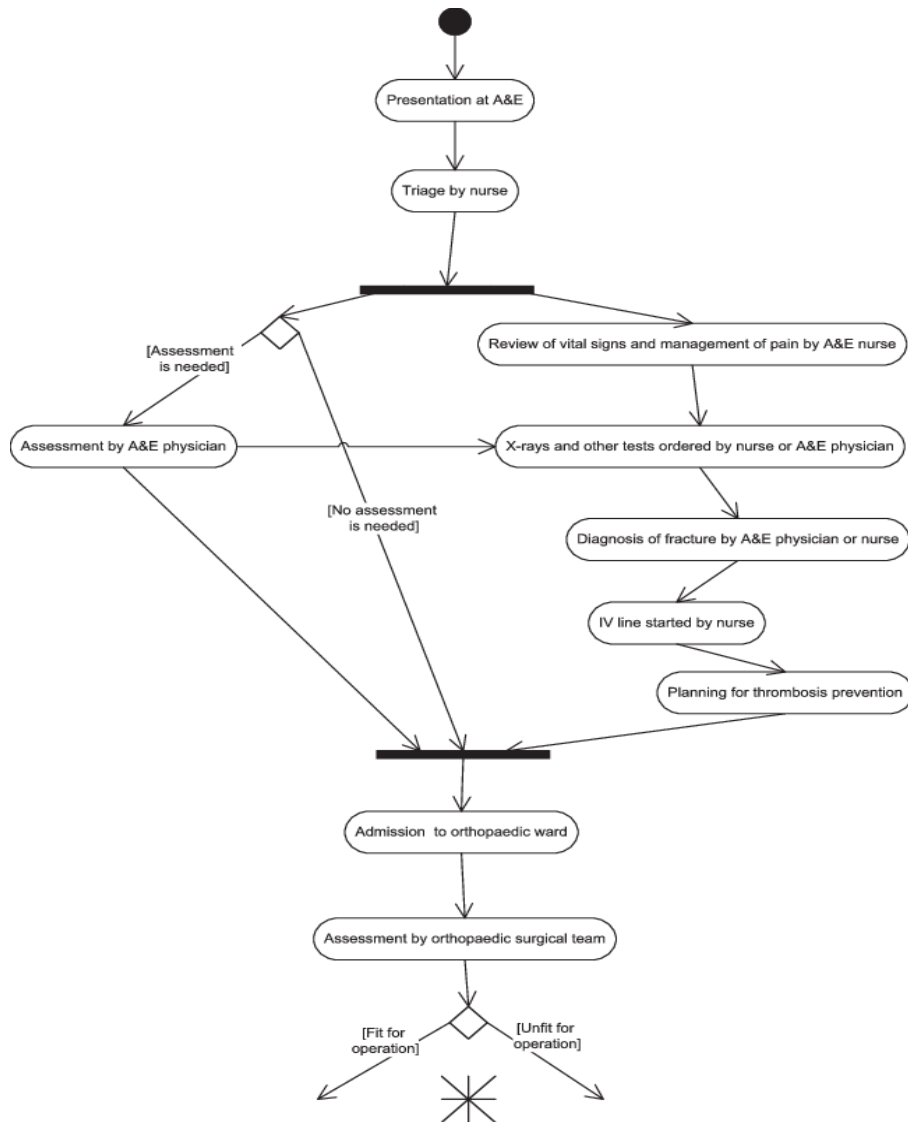 Presentation at A&E
Triage by nurse
[Assessment
is needed]
Review of vital signs and management of pain by A&E nurse
Assessment by A&E physician
X-rays and other tests ordered by nurse or A&E physician
[No assessment
is needed]
Diagnosis of fracture by A&E physician or nurse
IV line started by nurse
Planning for thrombosis prevention
Admission to orthopaedic ward
Assessment by orthopaedic surgical team
[Fit for
operation]
[Unfit for
operation]